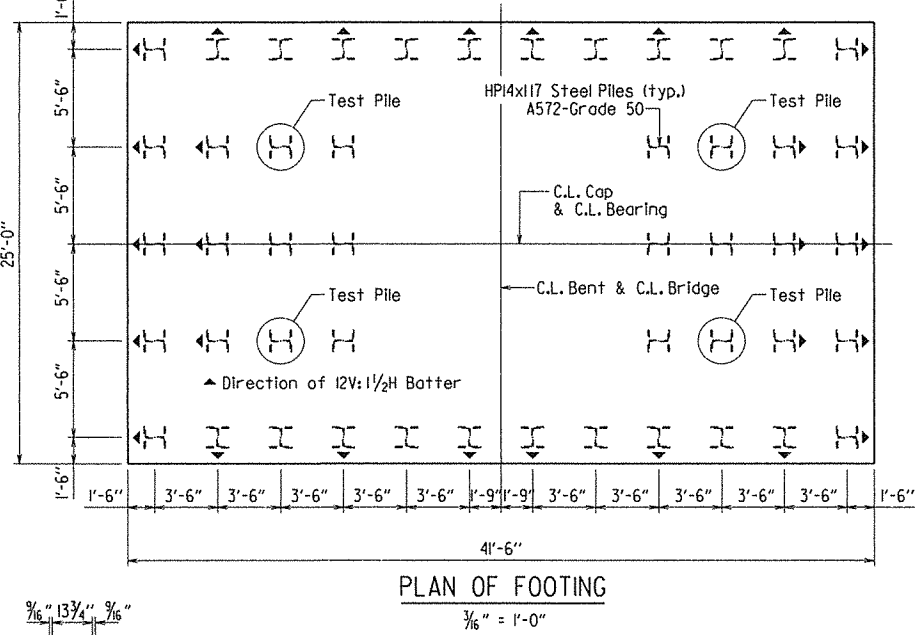 1'-6"
5'-6"
5'-6"
5'-6"
5'-6"
1'-6"
25'-0"
Test Pile
HP14x117 Steel Piles (typ.)
A572-Grade 50
Test Pile
C.L. Cap
& C.L. Bearing
C.L. Bent & C.L. Bridge
Test Pile
Test Pile
Direction of 12V:1½H Batter
1'-6" 3'-6" 3'-6" 3'-6" 3'-6" 3'-6" 1'-9" 1'-9" 3'-6" 3'-6" 3'-6" 3'-6" 3'-6" 1'-6"
41'-6"
PLAN OF FOOTING
3/16" = 1'-0"
9/16" 13¾" 9/16"